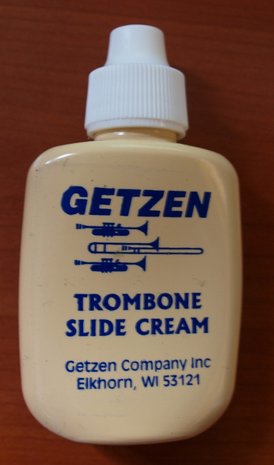 GETZEN
TROMBONE
SLIDE CREAM
Getzen Company Inc
Elkhorn, WI 53121